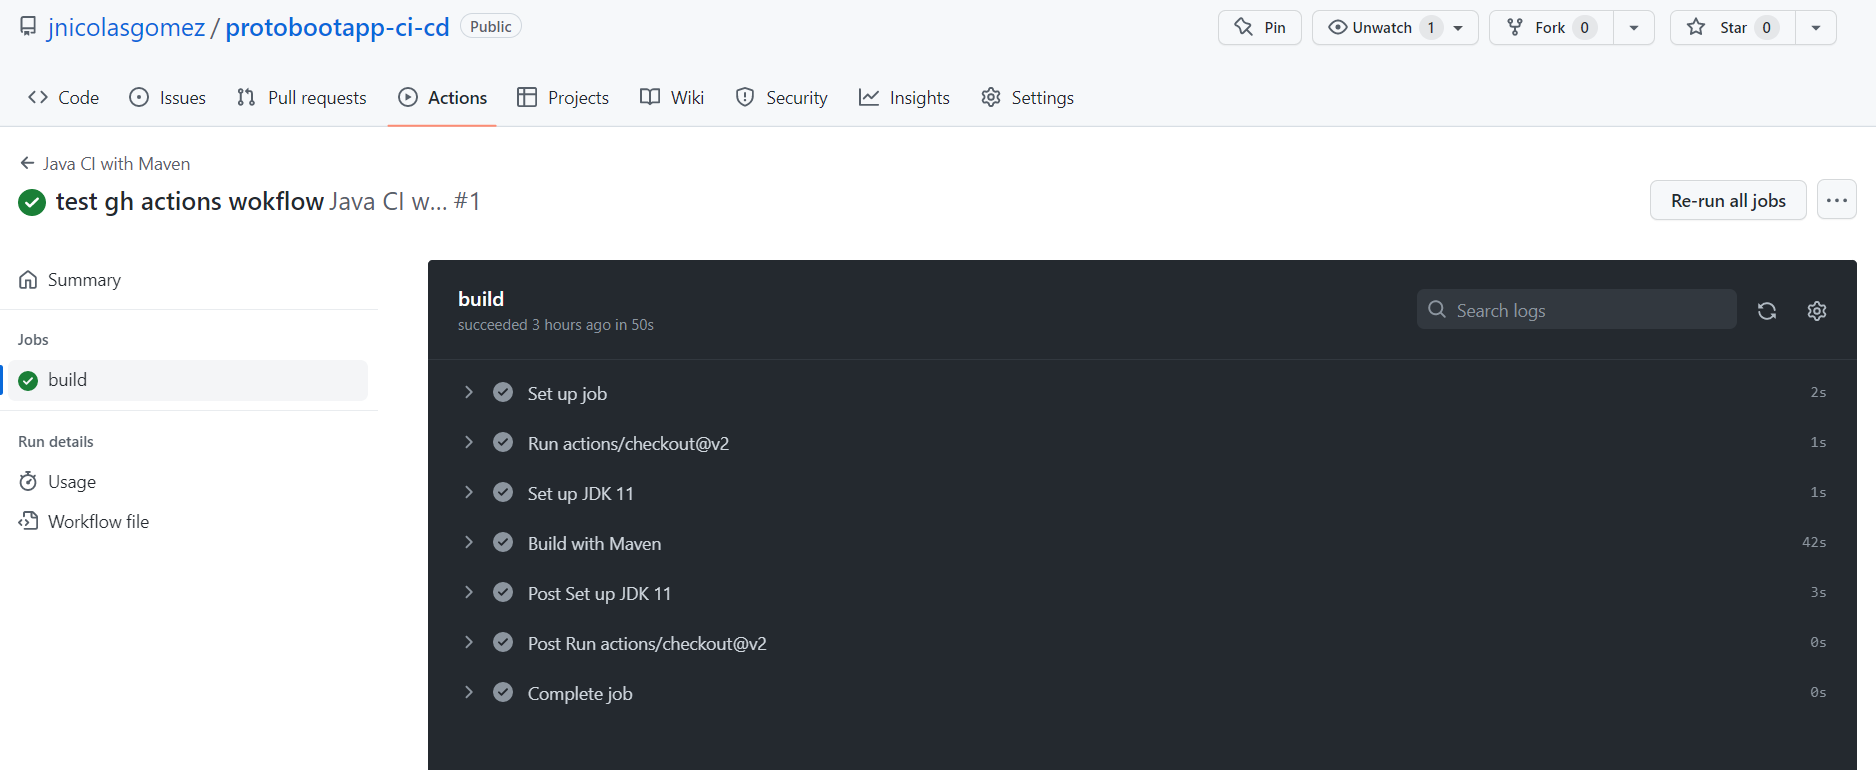 jnicolasgomez / protobootapp-ci-cd Public Pin Unwatch 1 Fork 0 Star 0
Code Issues Pull requests Actions Projects Wiki Security Insights Settings
Java CI with Maven
test gh actions wokflow Java CI w... #1
Re-run all jobs
Summary
Jobs
build
Run details
Usage
Workflow file
build
succeeded 3 hours ago in 50s
Search logs
Set up job 2s
Run actions/checkout@v2 1s
Set up JDK 11 1s
Build with Maven 42s
Post Set up JDK 11 3s
Post Run actions/checkout@v2 0s
Complete job 0s